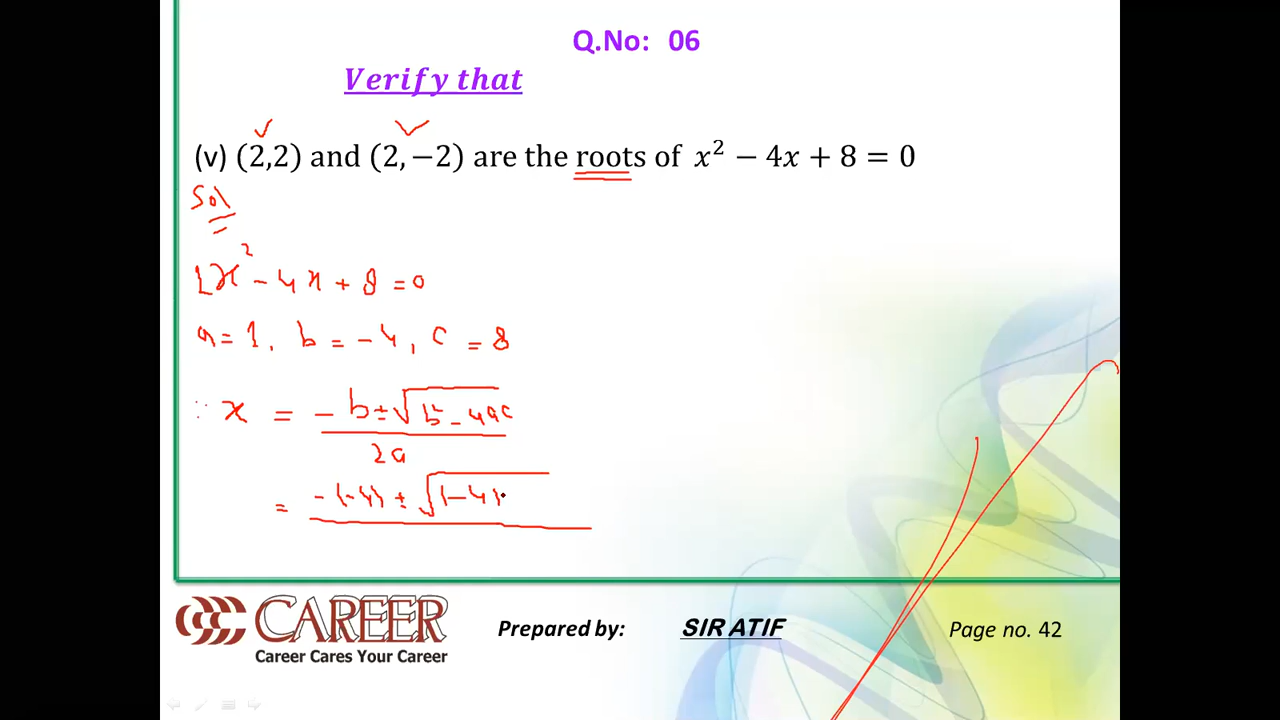 Q.No: 06
Verify that
(v) (2,2) and (2, −2) are the roots of x² − 4x + 8 = 0
Sol
1x² - 4x + 8 = 0
a = 1, b = -4, c = 8
∵ x = -b ± √b² - 4ac
2a
= -(-4) ± √(-4)
CAREER
Career Cares Your Career
Prepared by: SIR ATIF Page no. 42